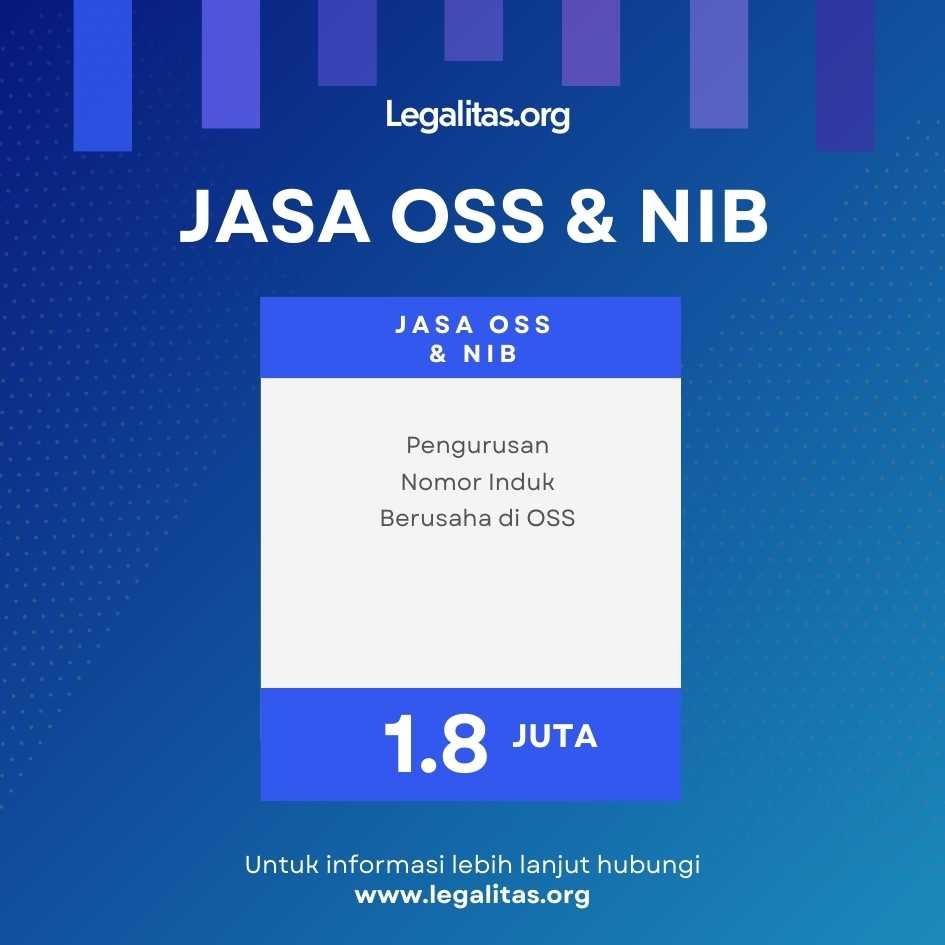 Legalitas.org
JASA OSS & NIB
JASA OSS
& NIB
Pengurusan
Nomor Induk
Berusaha di OSS
1.8 JUTA
Untuk informasi lebih lanjut hubungi
www.legalitas.org